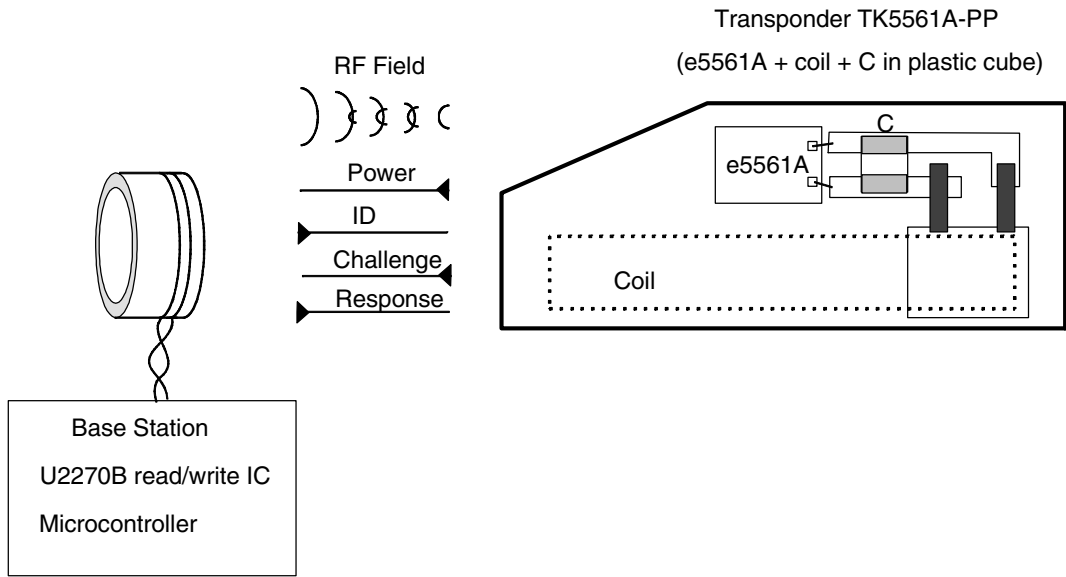 Transponder TK5561A-PP
(e5561A + coil + C in plastic cube)
RF Field
Power
ID
Challenge
Response
C
e5561A
Coil
Base Station
U2270B read/write IC
Microcontroller